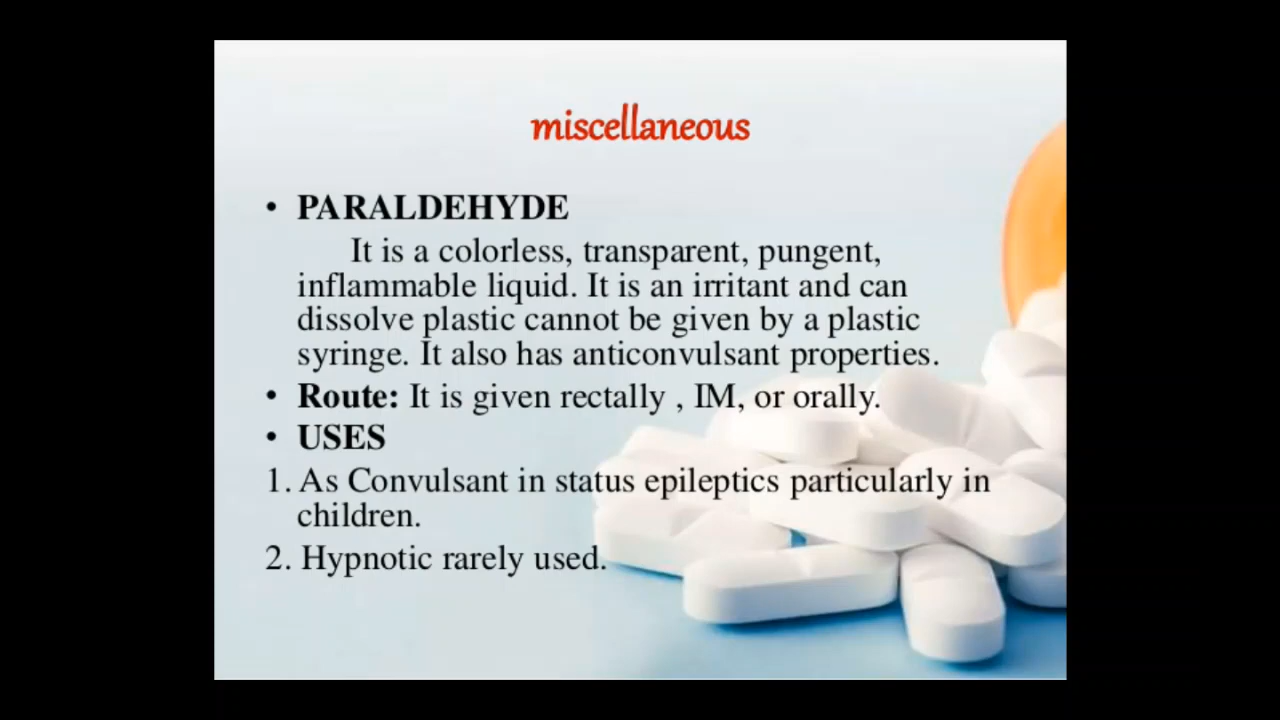 miscellaneous
• PARALDEHYDE
It is a colorless, transparent, pungent,
inflammable liquid. It is an irritant and can
dissolve plastic cannot be given by a plastic
syringe. It also has anticonvulsant properties.
• Route: It is given rectally , IM, or orally.
• USES
1. As Convulsant in status epileptics particularly in
children.
2. Hypnotic rarely used.